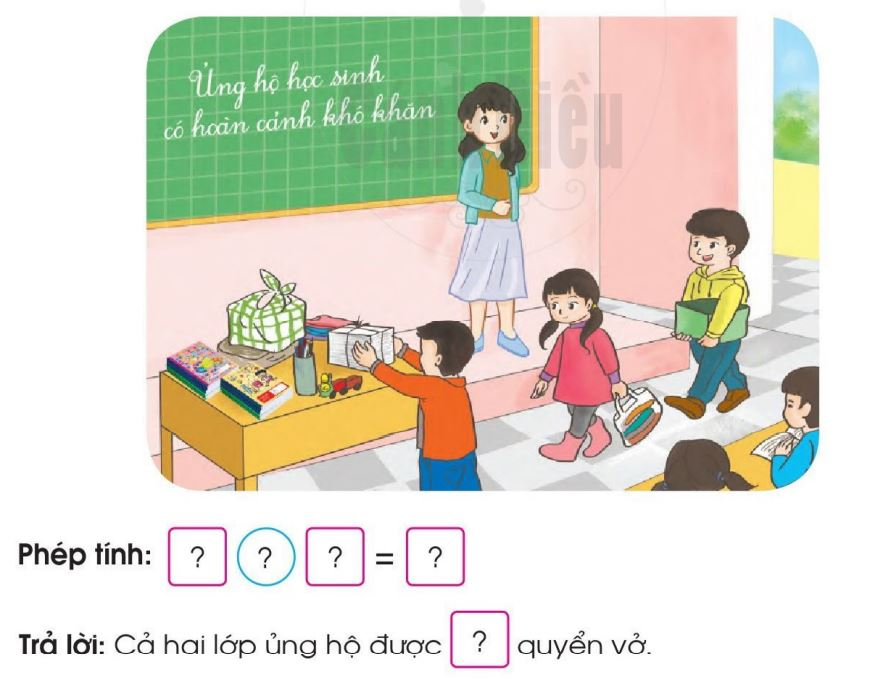 Ủng hộ học sinh
có hoàn cảnh khó khăn
Phép tính: ? ? ? = ?
Trả lời: Cả hai lớp ủng hộ được ? quyển vở.